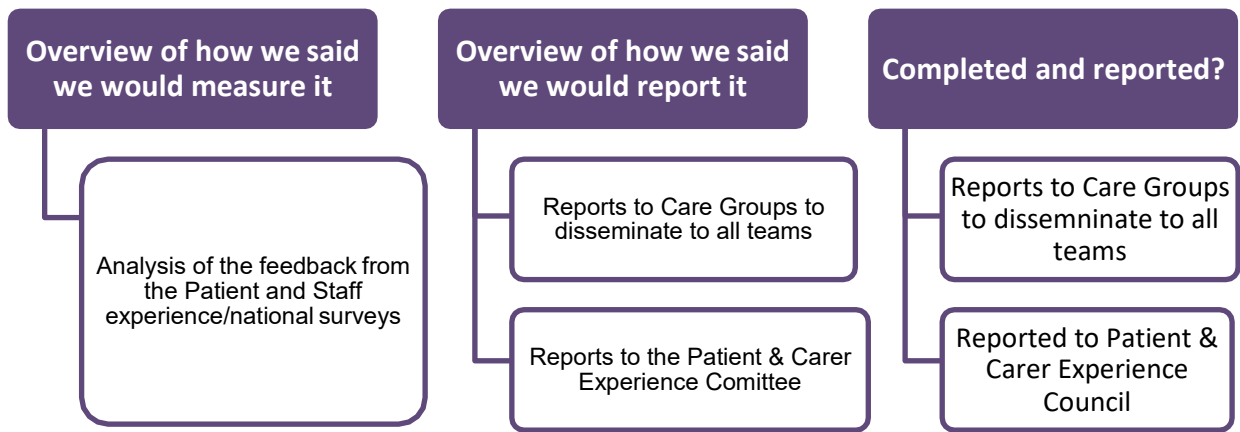 Overview of how we said
we would measure it
Analysis of the feedback from
the Patient and Staff
experience/national surveys
Overview of how we said
we would report it
Reports to Care Groups to
disseminate to all teams
Reports to the Patient & Carer
Experience Comittee
Completed and reported?
Reports to Care Groups
to dissemninate to all
teams
Reported to Patient &
Carer Experience
Council